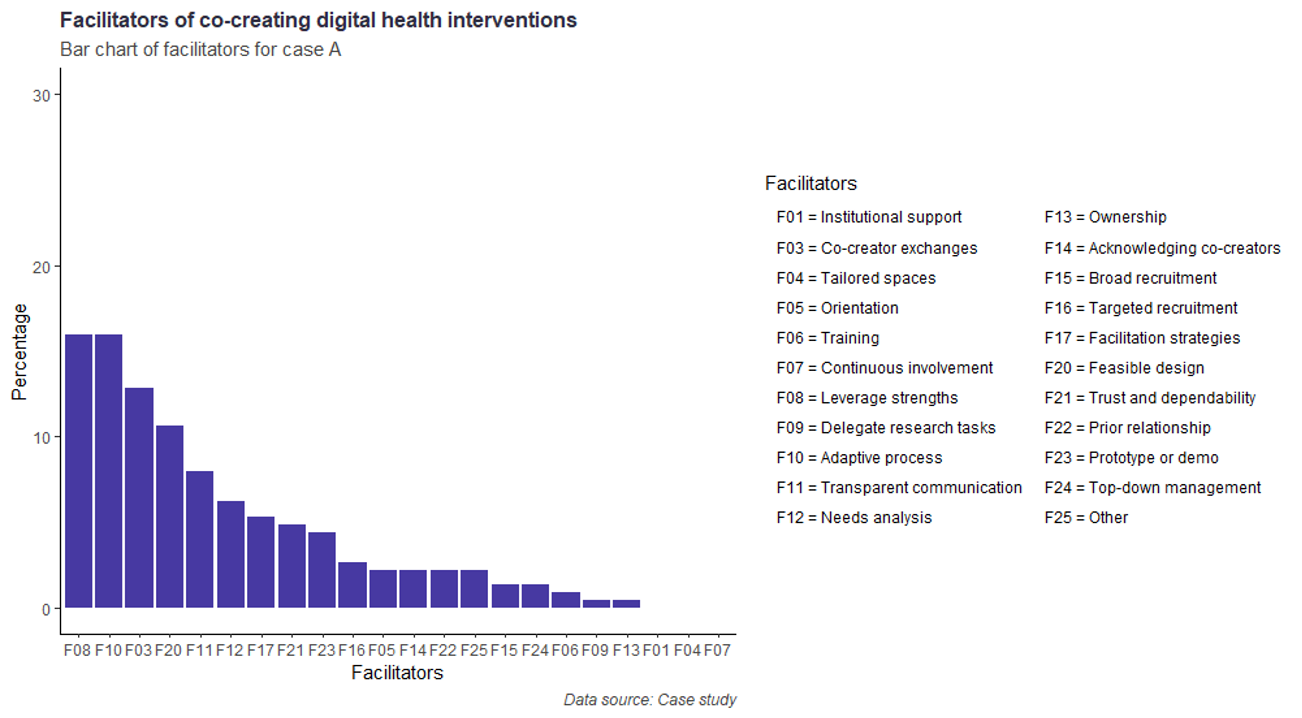 Facilitators of co-creating digital health interventions
Bar chart of facilitators for case A
30
20
10
0
Percentage
F08 F10 F03 F20 F11 F12 F17 F21 F23 F16 F05 F14 F22 F25 F15 F24 F06 F09 F13 F01 F04 F07
Facilitators
Data source: Case study
Facilitators
F01 = Institutional support
F03 = Co-creator exchanges
F04 = Tailored spaces
F05 = Orientation
F06 = Training
F07 = Continuous involvement
F08 = Leverage strengths
F09 = Delegate research tasks
F10 = Adaptive process
F11 = Transparent communication
F12 = Needs analysis
F13 = Ownership
F14 = Acknowledging co-creators
F15 = Broad recruitment
F16 = Targeted recruitment
F17 = Facilitation strategies
F20 = Feasible design
F21 = Trust and dependability
F22 = Prior relationship
F23 = Prototype or demo
F24 = Top-down management
F25 = Other